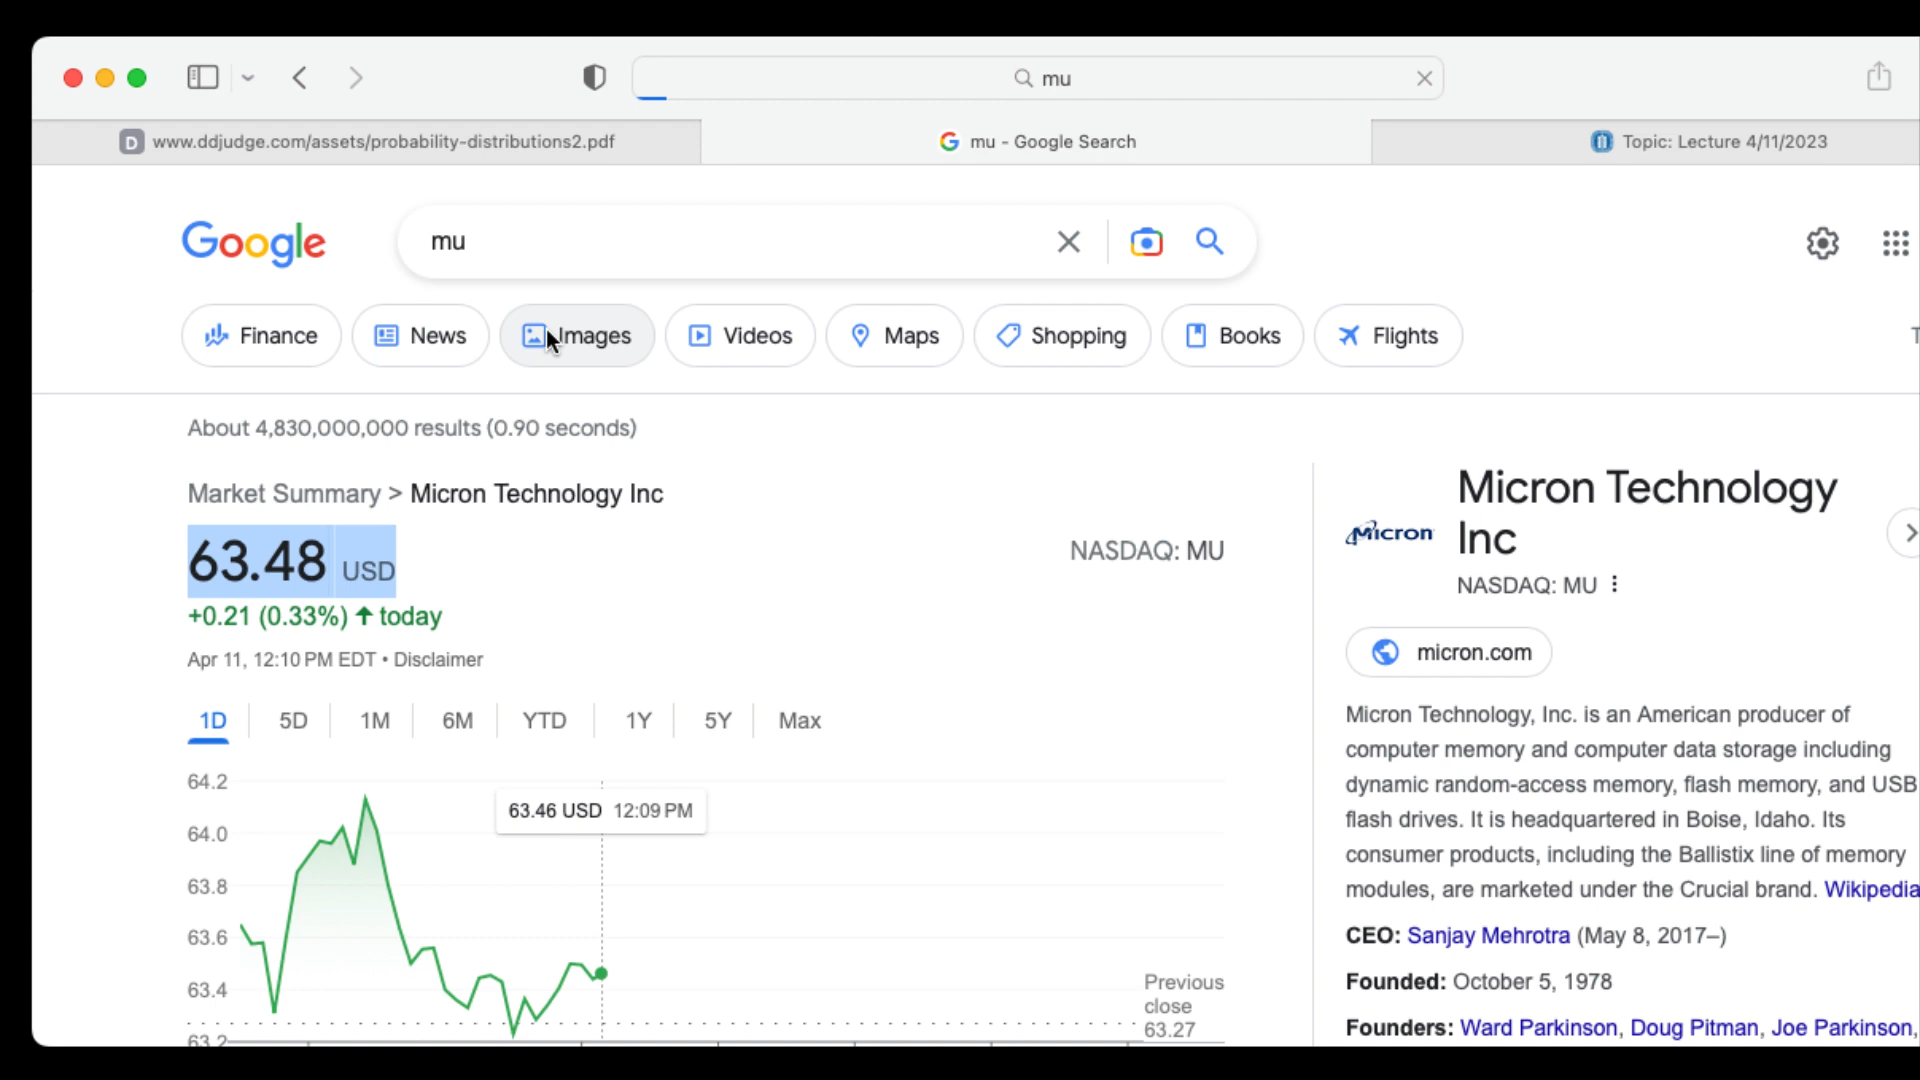 mu
www.ddjudge.com/assets/probability-distributions2.pdf
mu - Google Search
Topic: Lecture 4/11/2023
Google
mu
Finance
News
Images
Videos
Maps
Shopping
Books
Flights
About 4,830,000,000 results (0.90 seconds)
Market Summary > Micron Technology Inc
63.48 USD
NASDAQ: MU
+0.21 (0.33%) today
Apr 11, 12:10 PM EDT • Disclaimer
1D 5D 1M 6M YTD 1Y 5Y Max
64.2
63.46 USD 12:09 PM
64.0
63.8
63.6
63.4
63.2
Previous
close
63.27
Micron
Micron Technology
Inc
NASDAQ: MU
micron.com
Micron Technology, Inc. is an American producer of
computer memory and computer data storage including
dynamic random-access memory, flash memory, and USB
flash drives. It is headquartered in Boise, Idaho. Its
consumer products, including the Ballistix line of memory
modules, are marketed under the Crucial brand. Wikipedia
CEO: Sanjay Mehrotra (May 8, 2017–)
Founded: October 5, 1978
Founders: Ward Parkinson, Doug Pitman, Joe Parkinson,